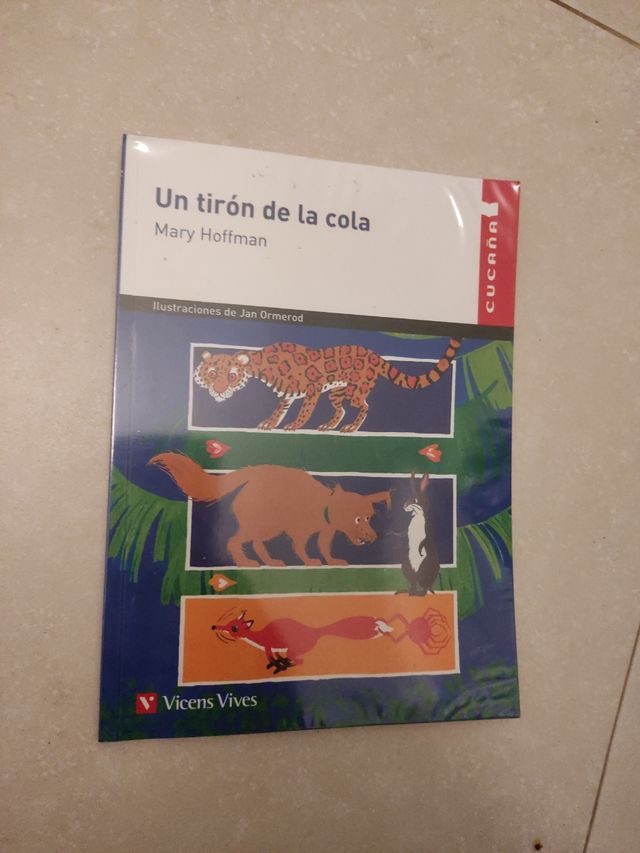 Un tirón de la cola
Mary Hoffman
CUCAÑA
Ilustraciones de Jan Ormerod
V Vicens Vives